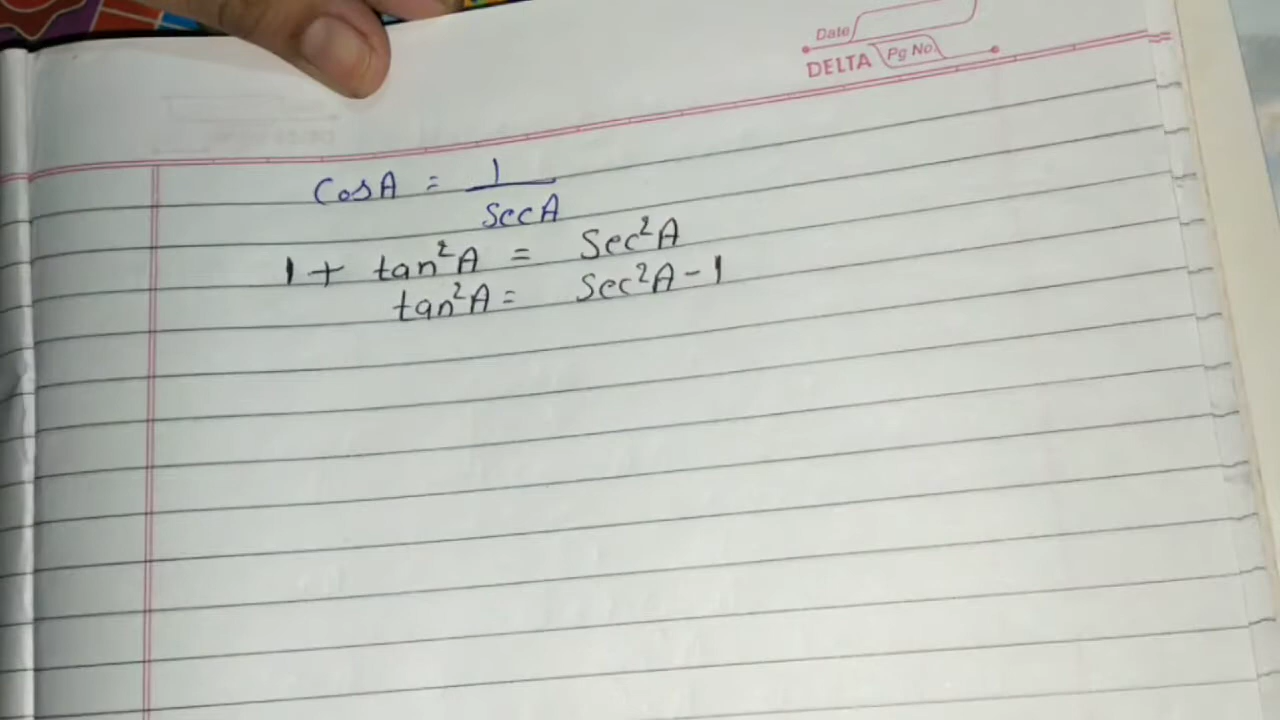 Date
DELTA Pg No.
CosA = 1/SecA
1 + tan²A = Sec²A
tan²A = Sec²A - 1